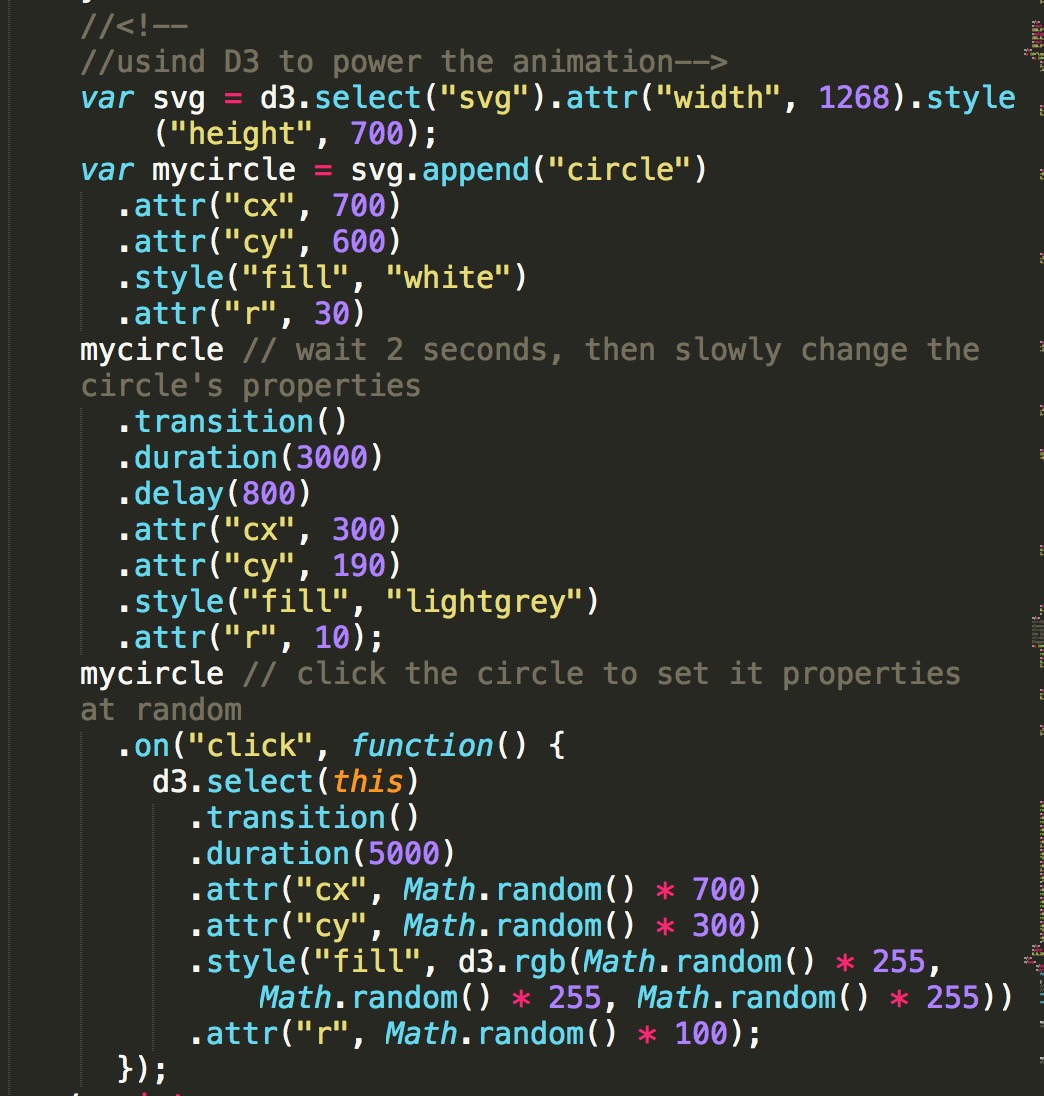 //<!--
//usind D3 to power the animation-->
var svg = d3.select("svg").attr("width", 1268).style
("height", 700);
var mycircle = svg.append("circle")
.attr("cx", 700)
.attr("cy", 600)
.style("fill", "white")
.attr("r", 30)
mycircle // wait 2 seconds, then slowly change the
circle's properties
.transition()
.duration(3000)
.delay(800)
.attr("cx", 300)
.attr("cy", 190)
.style("fill", "lightgrey")
.attr("r", 10);
mycircle // click the circle to set it properties
at random
.on("click", function() {
d3.select(this)
.transition()
.duration(5000)
.attr("cx", Math.random() * 700)
.attr("cy", Math.random() * 300)
.style("fill", d3.rgb(Math.random() * 255,
Math.random() * 255, Math.random() * 255))
.attr("r", Math.random() * 100);
});